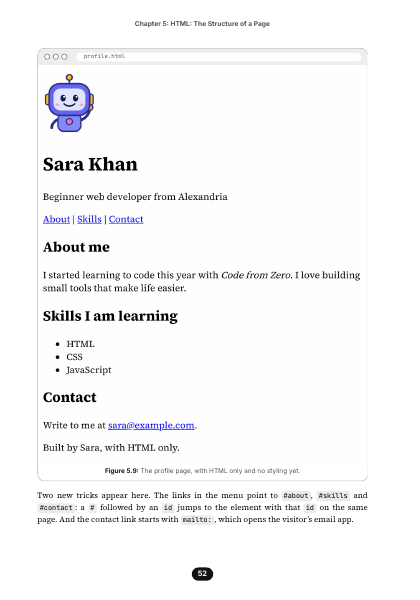 Chapter 5: HTML: The Structure of a Page
profile.html
Sara Khan
Beginner web developer from Alexandria
About | Skills | Contact
About me
I started learning to code this year with Code from Zero. I love building
small tools that make life easier.
Skills I am learning
• HTML
• CSS
• JavaScript
Contact
Write to me at sara@example.com.
Built by Sara, with HTML only.
Figure 5.9: The profile page, with HTML only and no styling yet.
Two new tricks appear here. The links in the menu point to #about, #skills and
#contact: a # followed by an id jumps to the element with that id on the same
page. And the contact link starts with mailto:, which opens the visitor's email app.
52